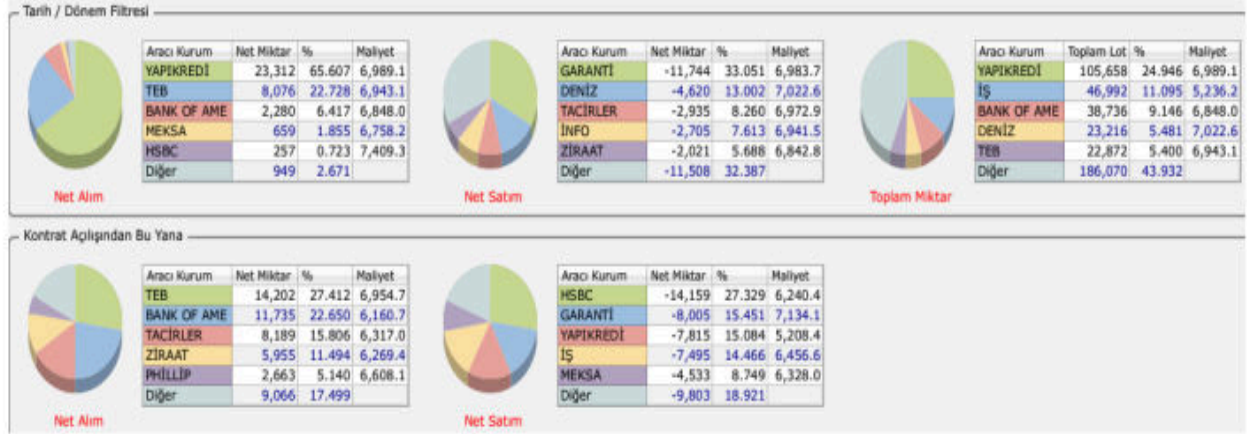 Tarih / Dönem Filtresi
Aracı Kurum Net Miktar % Maliyet
YAPIKREDİ 23,312 65.607 6,989.1
TEB 8,076 22.728 6,943.1
BANK OF AME 2,280 6.417 6,848.0
MEKSA 659 1.855 6,758.2
HSBC 257 0.723 7,409.3
Diğer 949 2.671
Net Alım
Aracı Kurum Net Miktar % Maliyet
GARANTİ -11,744 33.051 6,983.7
DENİZ -4,620 13.002 7,022.6
TACİRLER -2,935 8.260 6,972.9
İNFO -2,705 7.613 6,941.5
ZİRAAT -2,021 5.688 6,842.8
Diğer -11,508 32.387
Net Satım
Aracı Kurum Toplam Lot % Maliyet
YAPIKREDİ 105,658 24.946 6,989.1
İŞ 46,992 11.095 5,236.2
BANK OF AME 38,736 9.146 6,848.0
DENİZ 23,216 5.481 7,022.6
TEB 22,872 5.400 6,943.1
Diğer 186,070 43.932
Toplam Miktar
Kontrat Açılışından Bu Yana
Aracı Kurum Net Miktar % Maliyet
TEB 14,202 27.412 6,954.7
BANK OF AME 11,735 22.650 6,160.7
TACİRLER 8,189 15.806 6,317.0
ZİRAAT 5,955 11.494 6,269.4
PHİLLİP 2,663 5.140 6,608.1
Diğer 9,066 17.499
Net Alım
Aracı Kurum Net Miktar % Maliyet
HSBC -14,159 27.329 6,240.4
GARANTİ -8,005 15.451 7,134.1
YAPIKREDİ -7,815 15.084 5,208.4
İŞ -7,495 14.466 6,456.6
MEKSA -4,533 8.749 6,328.0
Diğer -9,803 18.921
Net Satım